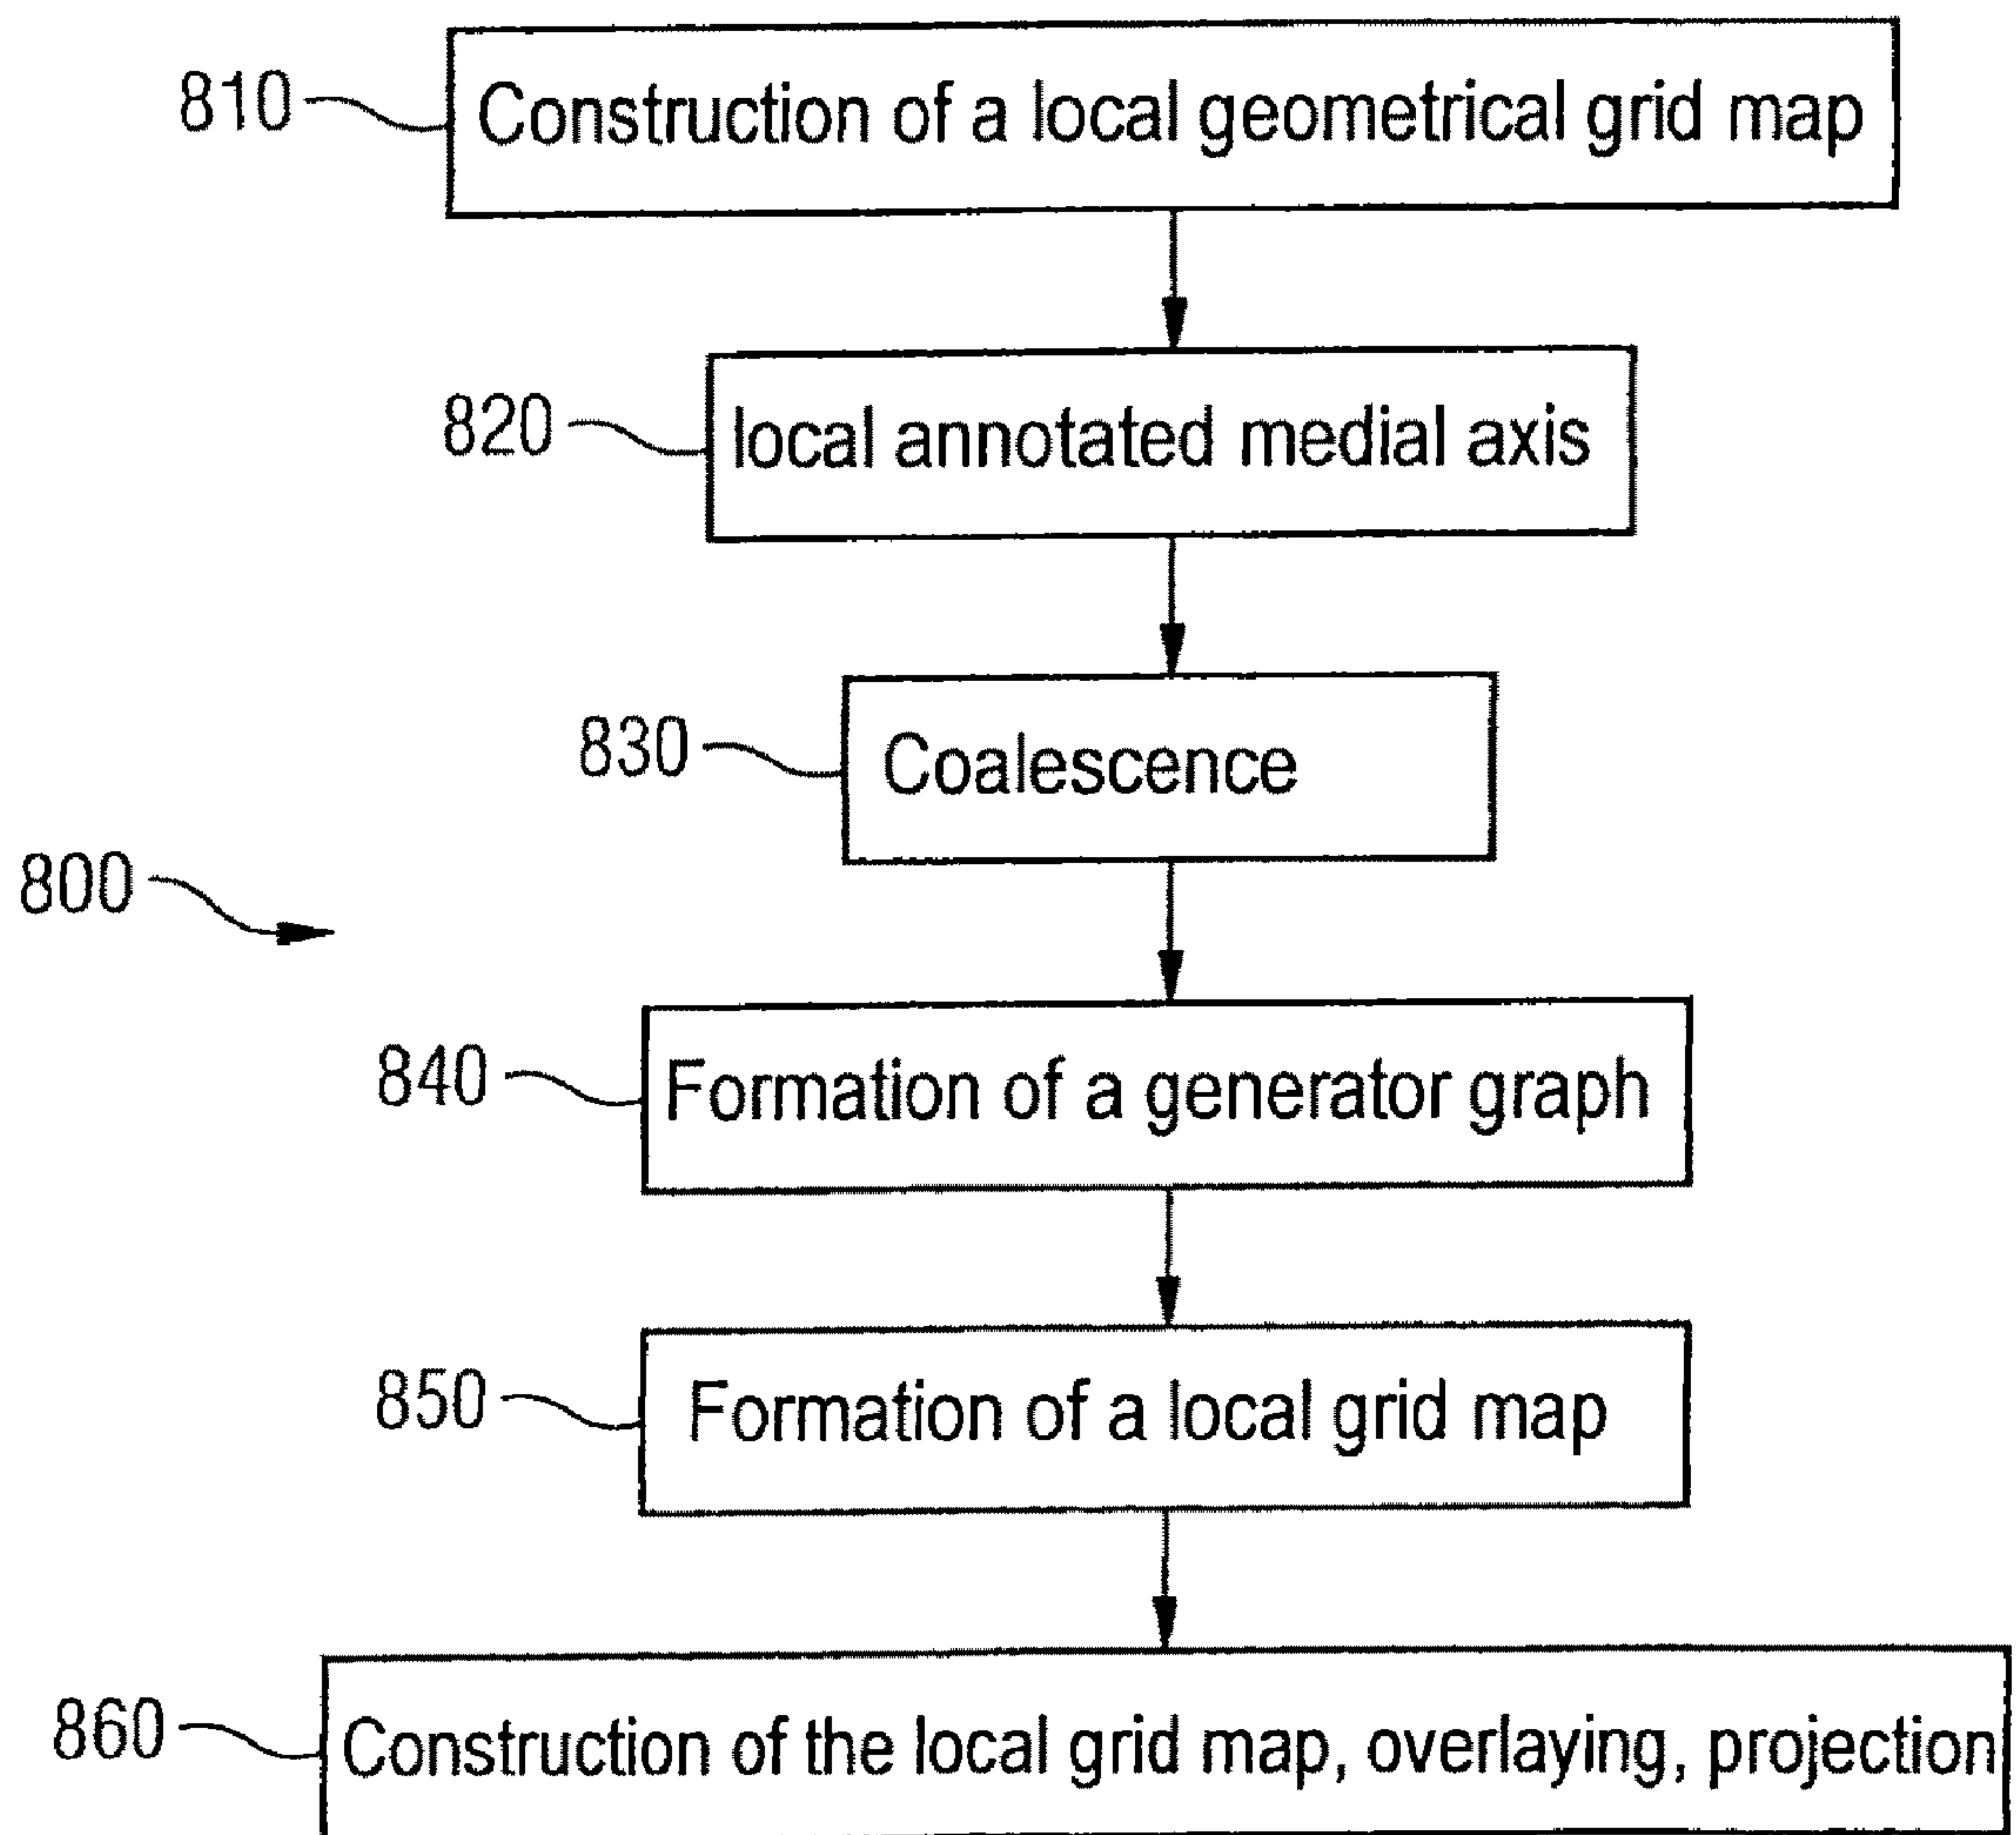 810 Construction of a local geometrical grid map
820 local annotated medial axis
830 Coalescence
800
840 Formation of a generator graph
850 Formation of a local grid map
860 Construction of the local grid map, overlaying, projection